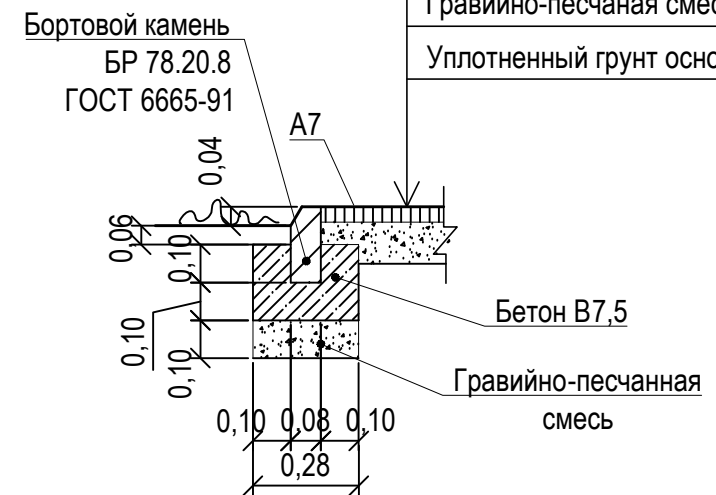 Гравийно-песчаная
Уплотненный грунт
Бортовой камень
БР 78.20.8
ГОСТ 6665-91
А7
0,04
0,06
0,10
0,10
0,10
Бетон В7,5
Гравийно-песчанная
смесь
0,10 0,08 0,10
0,28